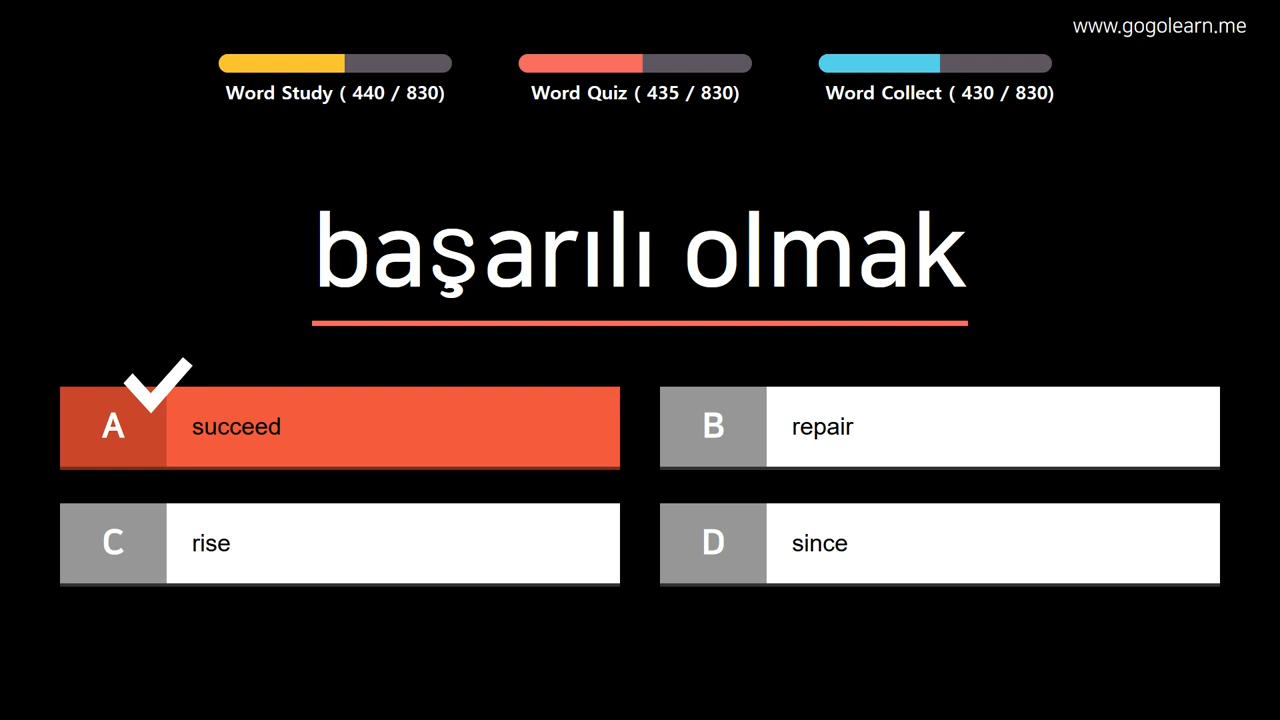 www.gogolearn.me
Word Study ( 440 / 830)
Word Quiz ( 435 / 830)
Word Collect ( 430 / 830)
başarılı olmak
A succeed
B repair
C rise
D since